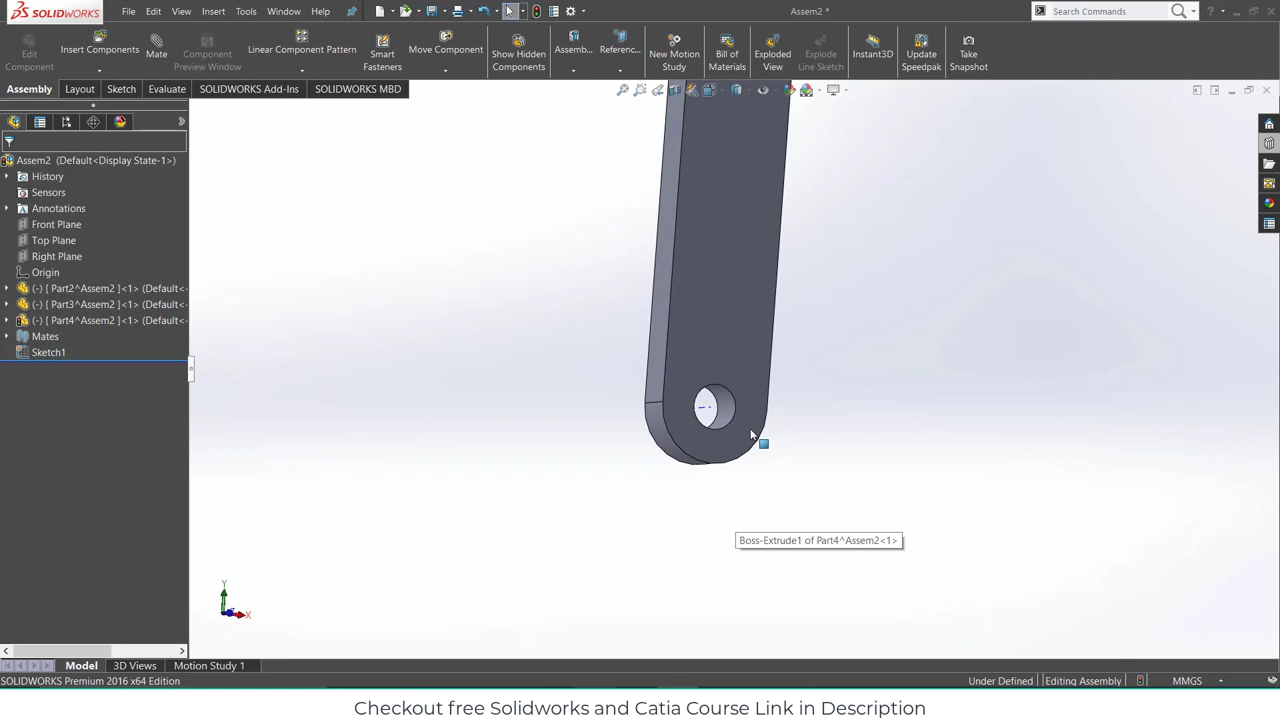 SOLIDWORKS File Edit View Insert Tools Window Help Assem2 * Search Commands ?
Edit Component
Insert Components
Mate
Component Preview Window
Linear Component Pattern
Smart Fasteners
Move Component
Show Hidden Components
Assemb...
Referenc...
New Motion Study
Bill of Materials
Exploded View
Explode Line Sketch
Instant3D
Update Speedpak
Take Snapshot
Assembly Layout Sketch Evaluate SOLIDWORKS Add-Ins SOLIDWORKS MBD
Assem2 (Default<Display State-1>)
History
Sensors
Annotations
Front Plane
Top Plane
Right Plane
Origin
(-) [ Part2^Assem2 ]<1> (Default<
(-) [ Part3^Assem2 ]<1> (Default<
(-) [ Part4^Assem2 ]<1> (Default<
Mates
Sketch1
Boss-Extrude1 of Part4^Assem2<1>
Y
Z
X
Model 3D Views Motion Study 1
SOLIDWORKS Premium 2016 x64 Edition Under Defined Editing Assembly MMGS
Checkout free Solidworks and Catia Course Link in Description